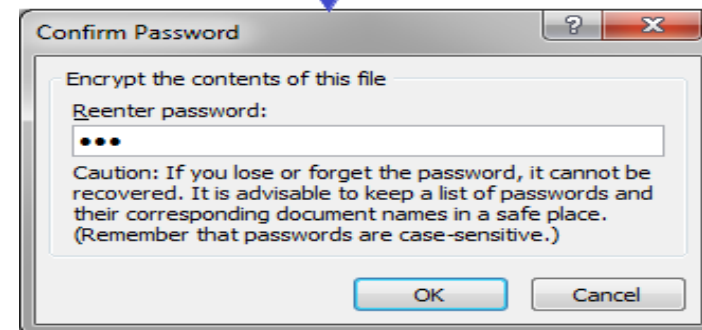 Confirm Password
?
Encrypt the contents of this file
Reenter password:
•••
Caution: If you lose or forget the password, it cannot be
recovered. It is advisable to keep a list of passwords and
their corresponding document names in a safe place.
(Remember that passwords are case-sensitive.)
OK Cancel